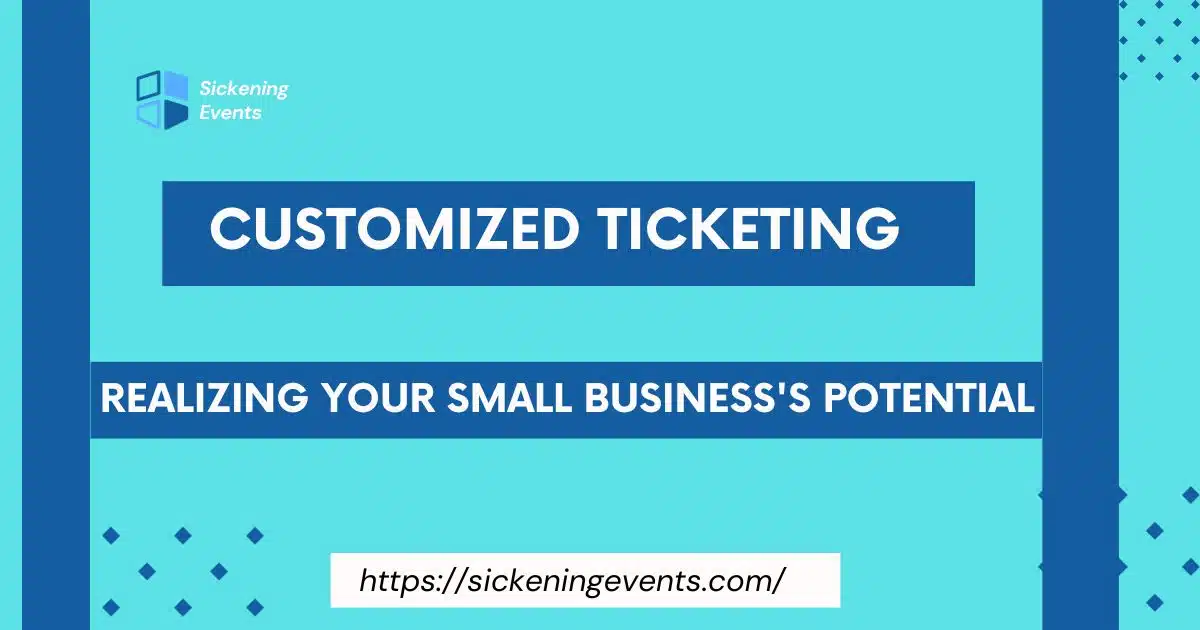 Sickening
Events
CUSTOMIZED TICKETING
REALIZING YOUR SMALL BUSINESS'S POTENTIAL
https://sickeningevents.com/